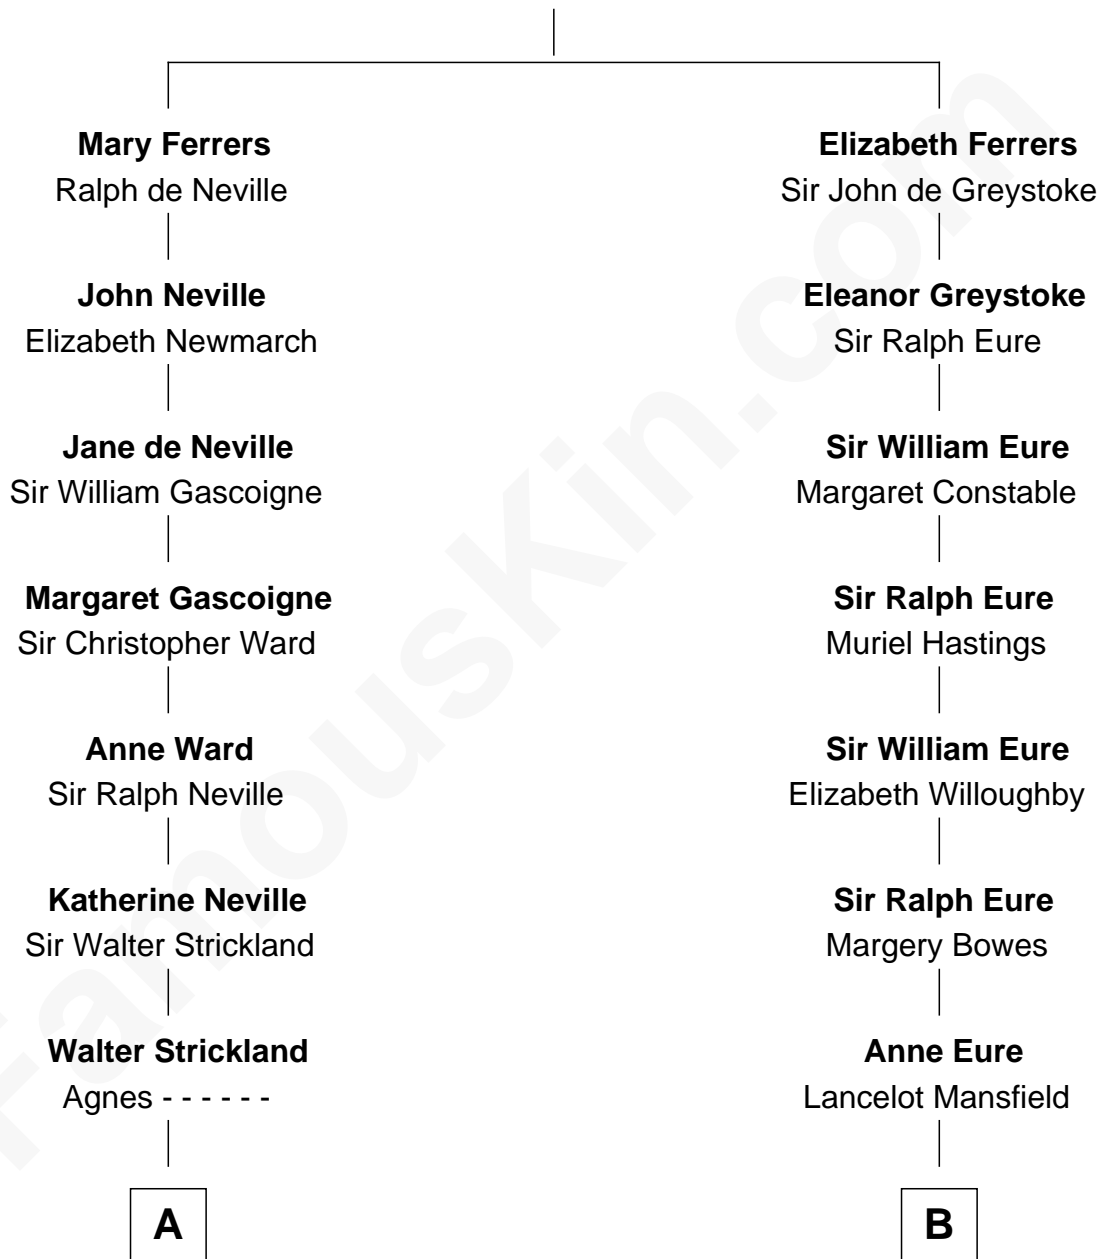 Mary Ferrers
Ralph de Neville
John Neville
Elizabeth Newmarch
Jane de Neville
Sir William Gascoigne
Margaret Gascoigne
Sir Christopher Ward
Anne Ward
Sir Ralph Neville
Katherine Neville
Sir Walter Strickland
Walter Strickland
Agnes - - - - - -
A
Elizabeth Ferrers
Sir John de Greystoke
Eleanor Greystoke
Sir Ralph Eure
Sir William Eure
Margaret Constable
Sir Ralph Eure
Muriel Hastings
Sir William Eure
Elizabeth Willoughby
Sir Ralph Eure
Margery Bowes
Anne Eure
Lancelot Mansfield
B
FamousKin.com